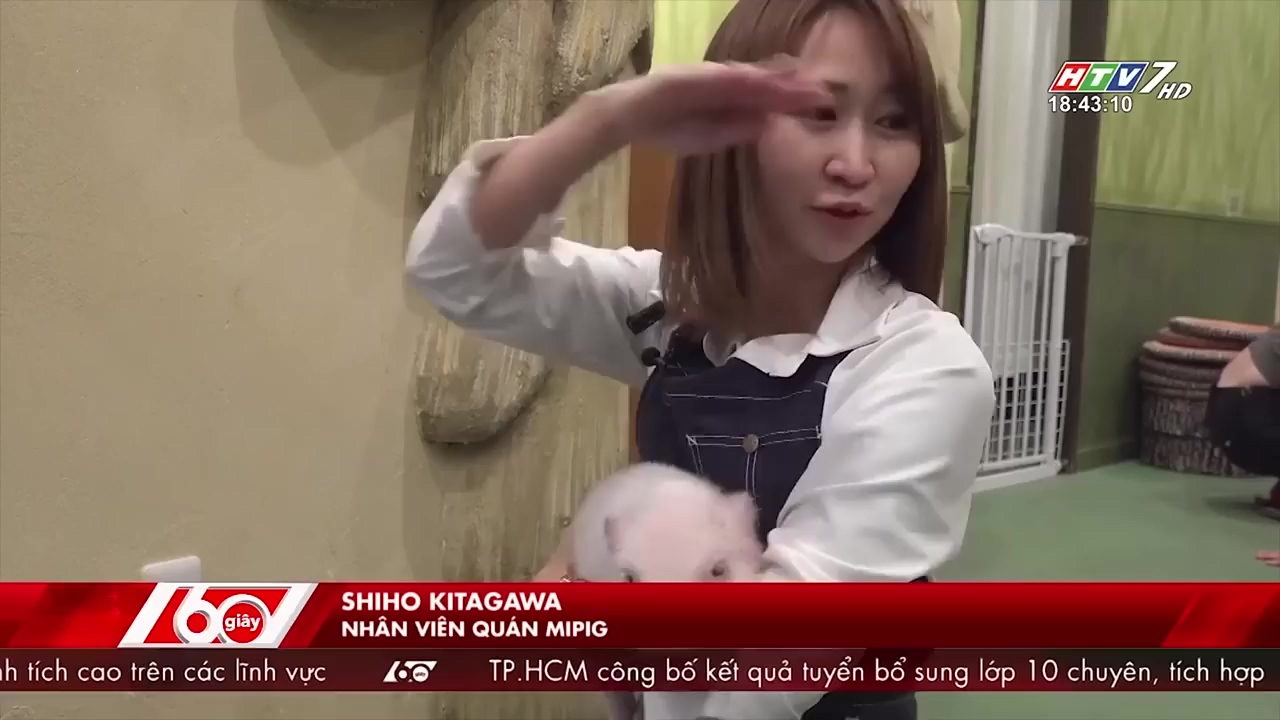 HTV7 HD
18:43:10
60 giây
SHIHO KITAGAWA
NHÂN VIÊN QUÁN MIPIG
h tích cao trên các lĩnh vực 60 giây TP.HCM công bố kết quả tuyển bổ sung lớp 10 chuyên, tích hợp